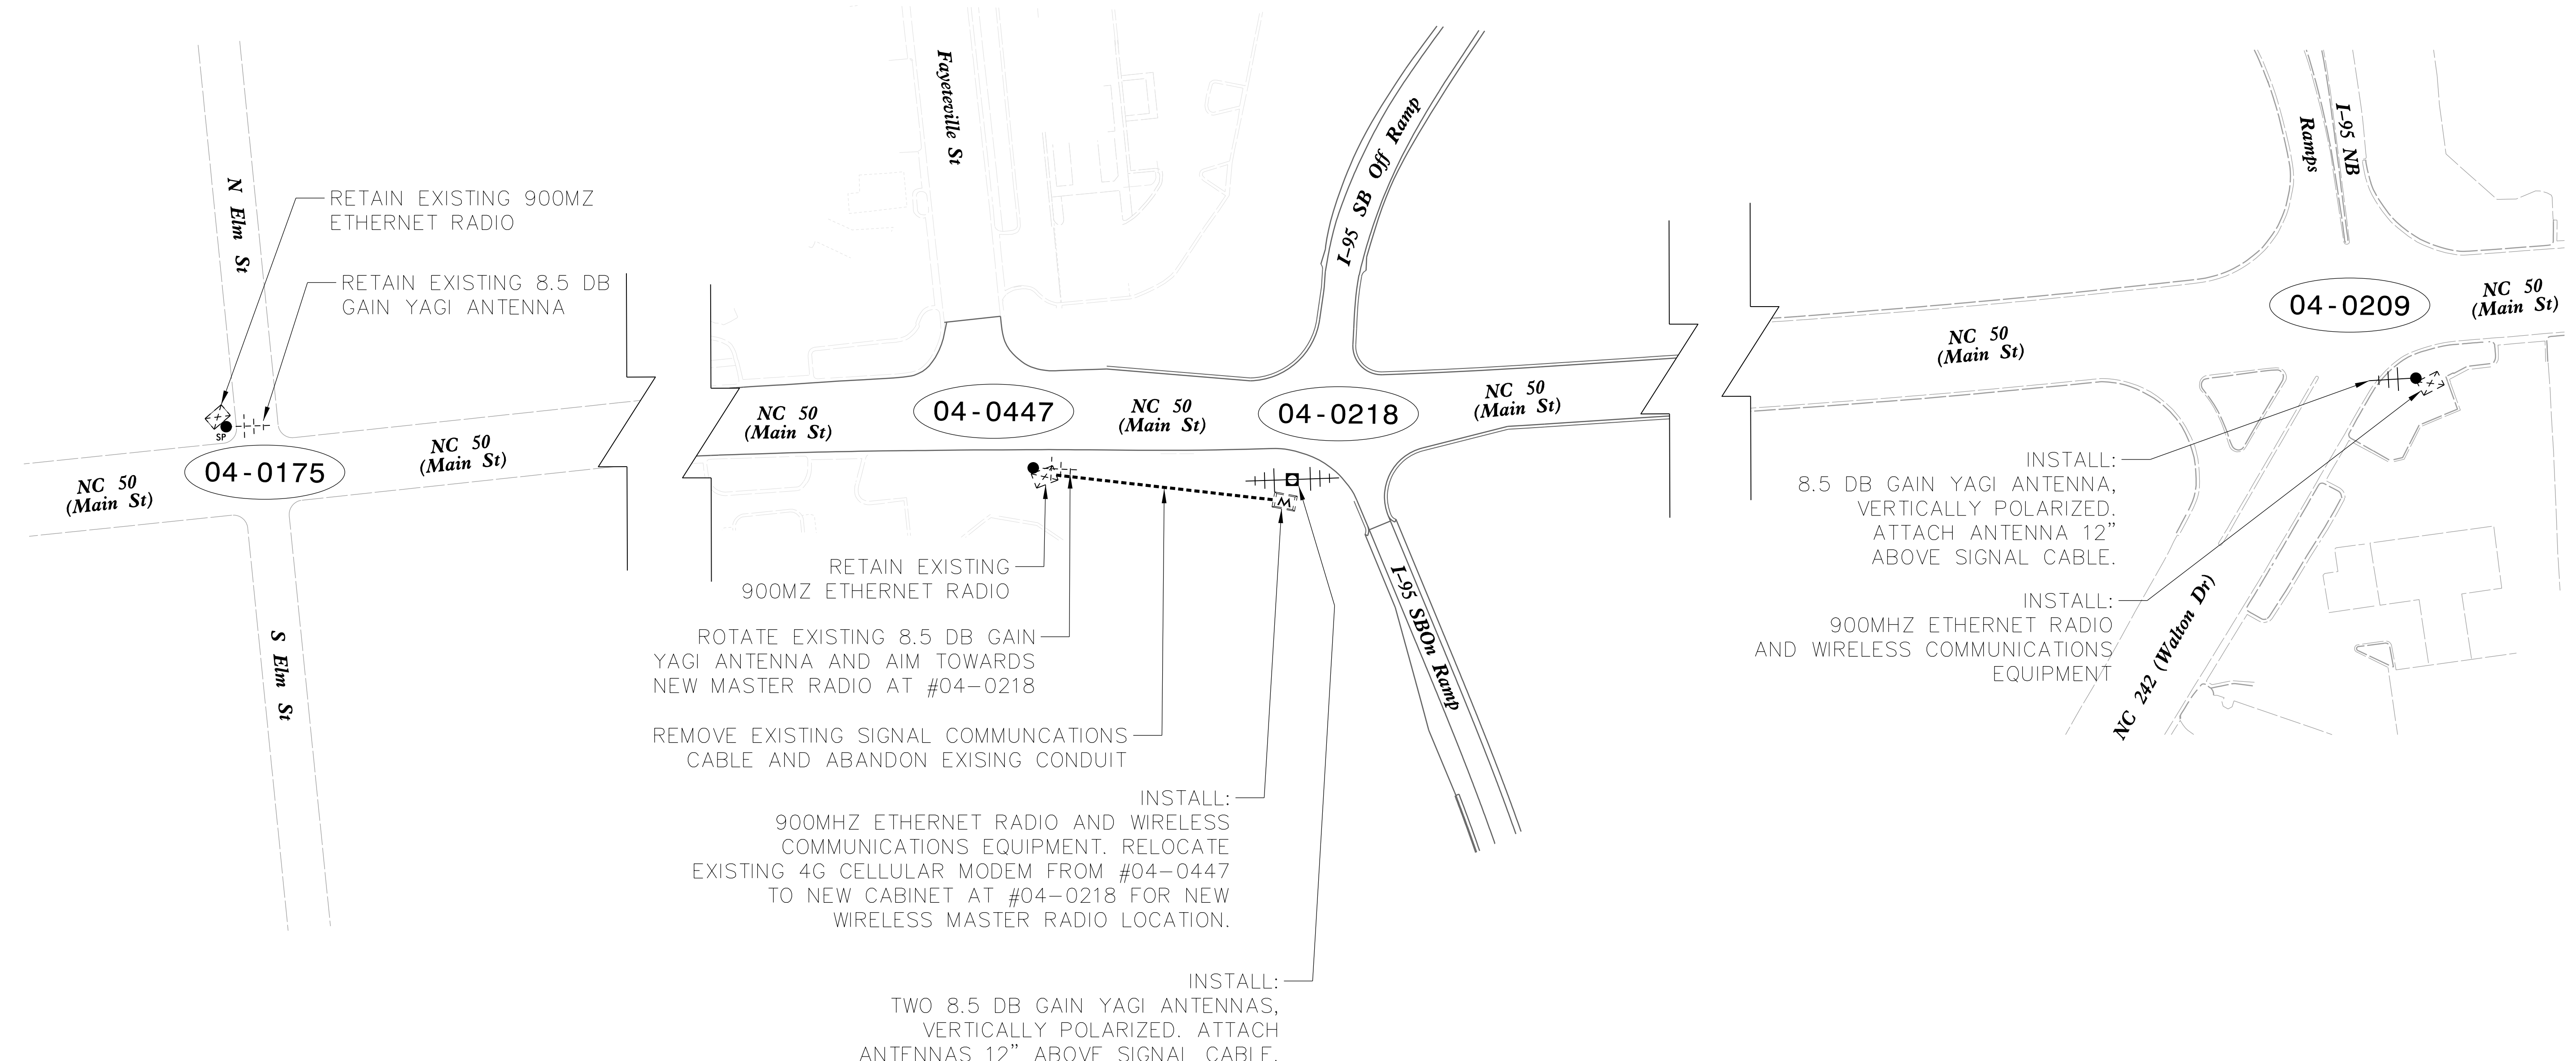 N Elm St
RETAIN EXISTING 900MZ
ETHERNET RADIO
RETAIN EXISTING 8.5 DB
GAIN YAGI ANTENNA
SP
04-0175
NC 50
(Main St)
NC 50
(Main St)
S Elm St
Fayeteville St
I-95 SB Off Ramp
NC 50
(Main St)
04-0447
NC 50
(Main St)
04-0218
NC 50
(Main St)
M
I-95 SBOn Ramp
RETAIN EXISTING
900MZ ETHERNET RADIO
ROTATE EXISTING 8.5 DB GAIN
YAGI ANTENNA AND AIM TOWARDS
NEW MASTER RADIO AT #04-0218
REMOVE EXISTING SIGNAL COMMUNCATIONS
CABLE AND ABANDON EXISING CONDUIT
INSTALL:
900MHZ ETHERNET RADIO AND WIRELESS
COMMUNICATIONS EQUIPMENT. RELOCATE
EXISTING 4G CELLULAR MODEM FROM #04-0447
TO NEW CABINET AT #04-0218 FOR NEW
WIRELESS MASTER RADIO LOCATION.
INSTALL:
TWO 8.5 DB GAIN YAGI ANTENNAS,
VERTICALLY POLARIZED. ATTACH
ANTENNAS 12" ABOVE SIGNAL CABLE.
I-95 NB
Ramps
04-0209
NC 50
(Main St)
NC 50
(Main St)
INSTALL:
8.5 DB GAIN YAGI ANTENNA,
VERTICALLY POLARIZED.
ATTACH ANTENNA 12"
ABOVE SIGNAL CABLE.
INSTALL:
900MHZ ETHERNET RADIO
AND WIRELESS COMMUNICATIONS
EQUIPMENT
NC 242 (Walton Dr)